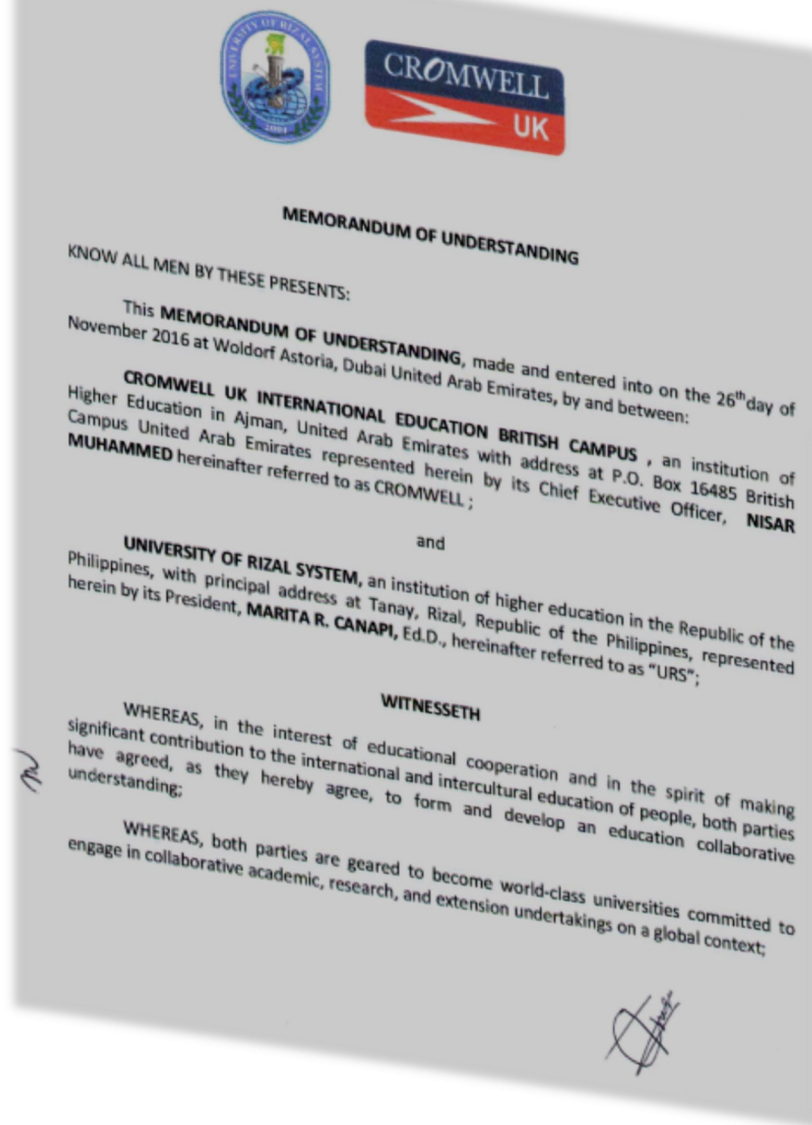 UNIVERSITY OF RIZAL SYSTEM
2001
CROMWELL
UK
MEMORANDUM OF UNDERSTANDING
KNOW ALL MEN BY THESE PRESENTS:
This MEMORANDUM OF UNDERSTANDING, made and entered into on the 26th day of
November 2016 at Woldorf Astoria, Dubai United Arab Emirates, by and between:
CROMWELL UK INTERNATIONAL EDUCATION BRITISH CAMPUS , an institution of
Higher Education in Ajman, United Arab Emirates with address at P.O. Box 16485 British
Campus United Arab Emirates represented herein by its Chief Executive Officer, NISAR
MUHAMMED hereinafter referred to as CROMWELL ;
and
UNIVERSITY OF RIZAL SYSTEM, an institution of higher education in the Republic of the
Philippines, with principal address at Tanay, Rizal, Republic of the Philippines, represented
herein by its President, MARITA R. CANAPI, Ed.D., hereinafter referred to as “URS”;
WITNESSETH
WHEREAS, in the interest of educational cooperation and in the spirit of making
significant contribution to the international and intercultural education of people, both parties
have agreed, as they hereby agree, to form and develop an education collaborative
understanding;
WHEREAS, both parties are geared to become world-class universities committed to
engage in collaborative academic, research, and extension undertakings on a global context;